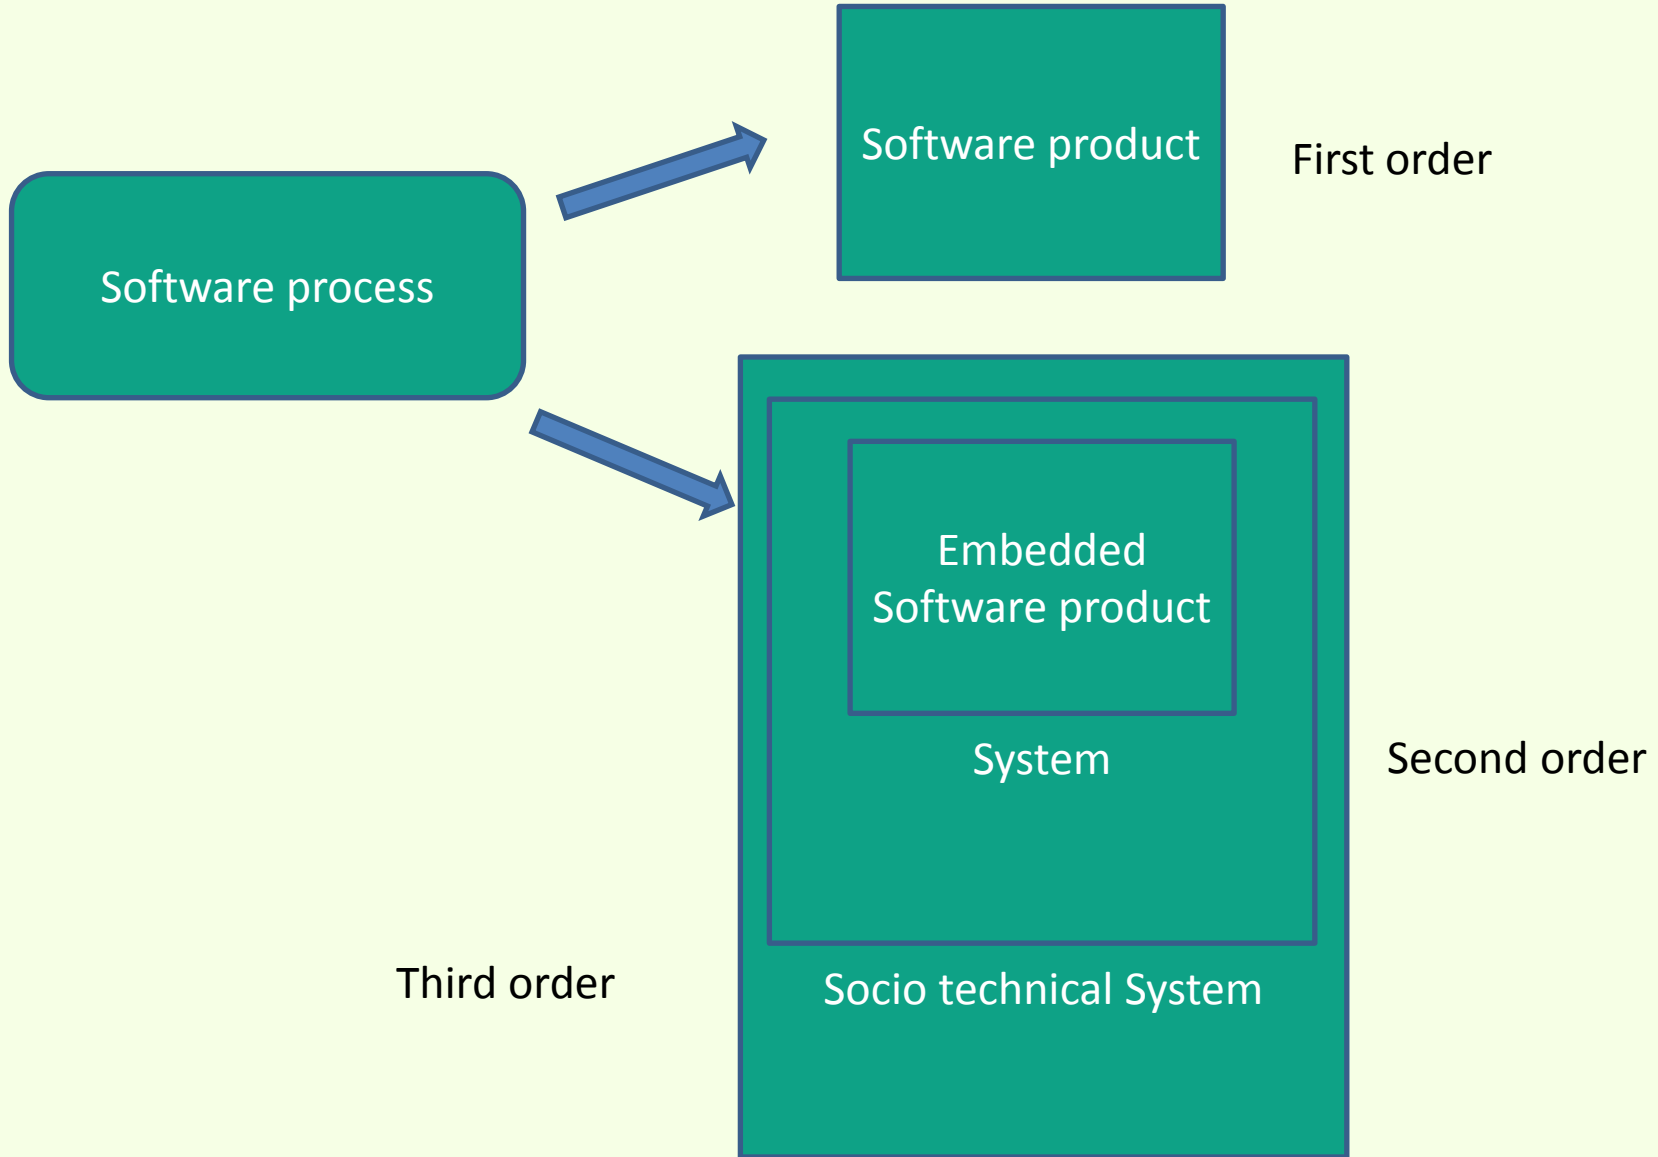 Software product
First order
Software process
Embedded
Software product
System
Second order
Third order
Socio technical System